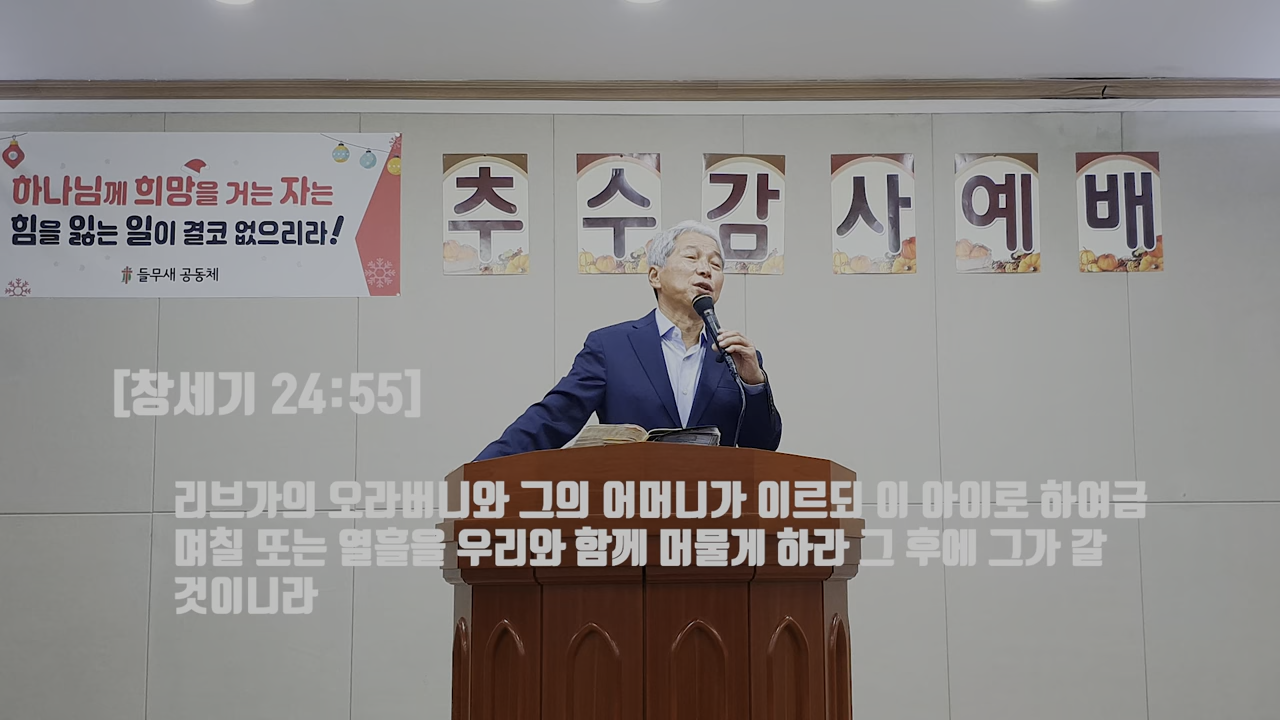 하나님께 희망을 거는 자는
힘을 잃는 일이 결코 없으리라!
들무새 공동체
추수감사예배
[창세기 24:55]
리브가의 오라버니와 그의 어머니가 이르되 이 아이로 하여금
며칠 또는 열흘을 우리와 함께 머물게 하라 그 후에 그가 갈
것이니라